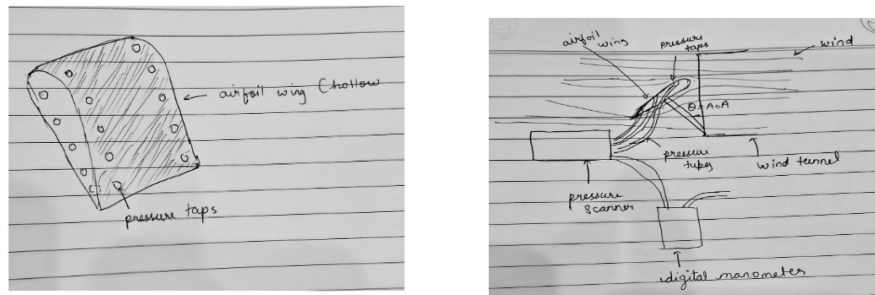 airfoil wing (hollow
pressure taps
airfoil
wing
pressure
taps
wind
θ = AoA
pressure
tubes
wind tunnel
pressure
scanner
digital manometer